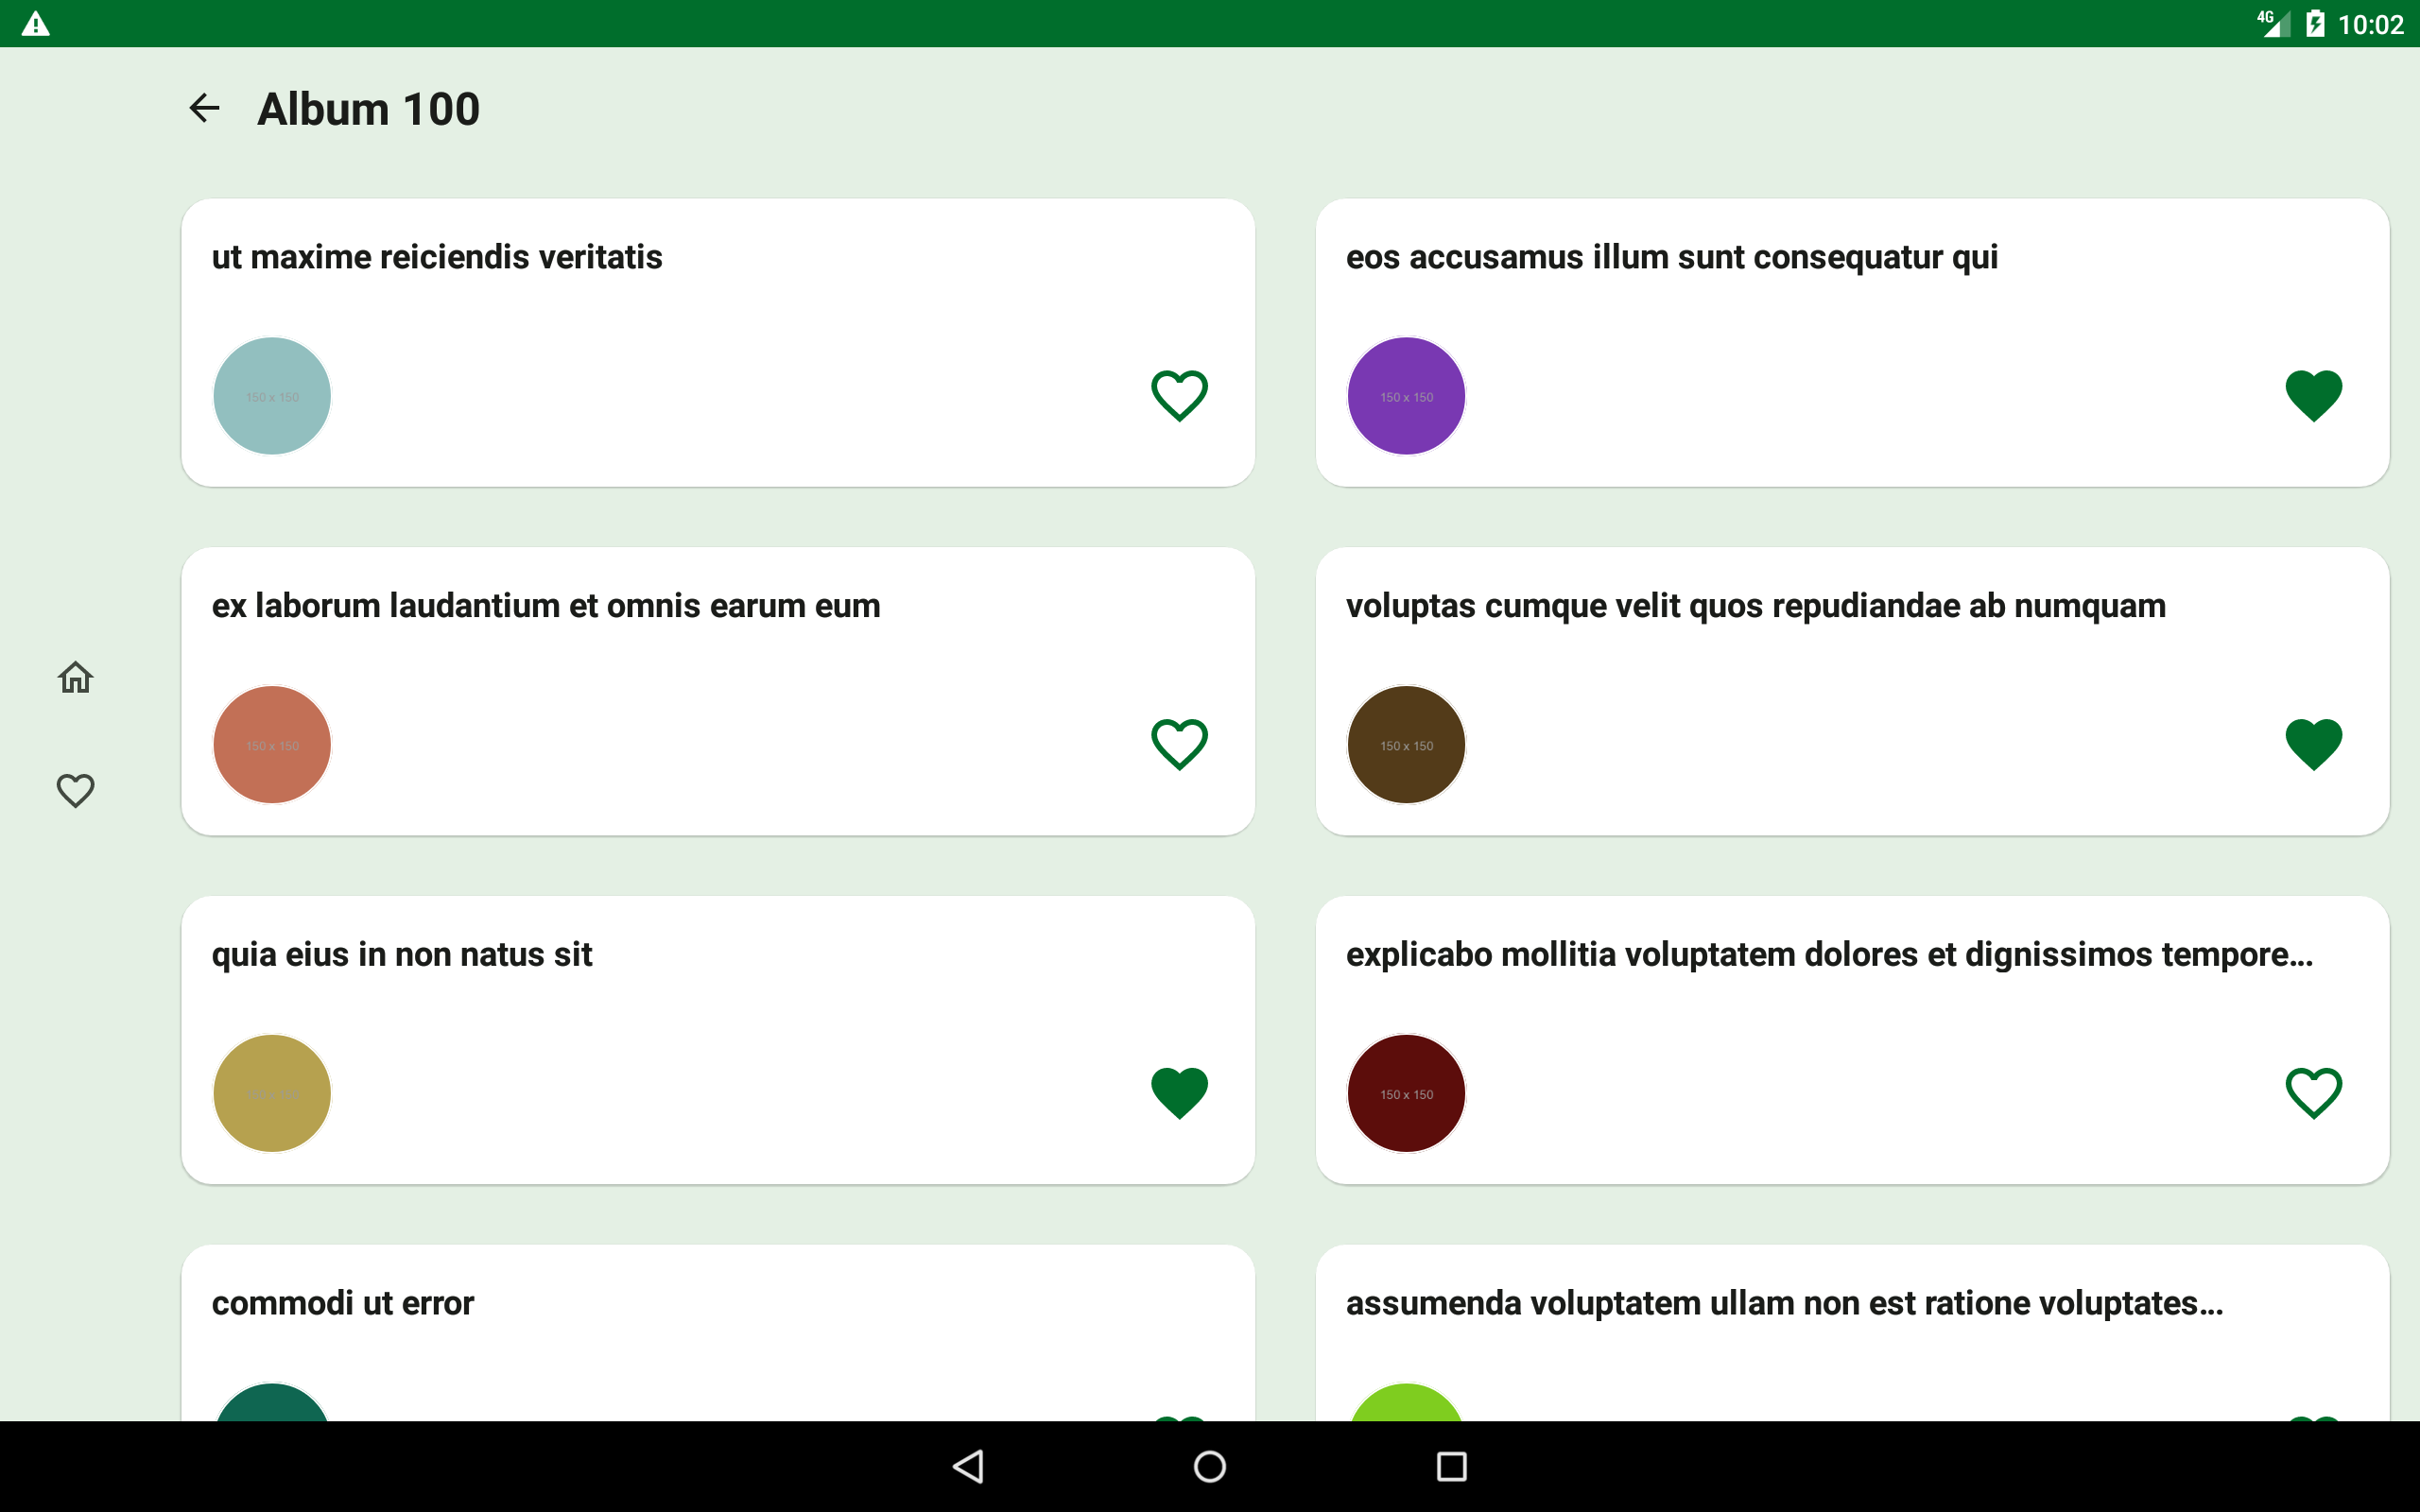 4G 10:02
Album 100
ut maxime reiciendis veritatis
eos accusamus illum sunt consequatur qui
150 x 150
150 x 150
ex laborum laudantium et omnis earum eum
voluptas cumque velit quos repudiandae ab numquam
150 x 150
150 x 150
quia eius in non natus sit
explicabo mollitia voluptatem dolores et dignissimos tempore...
150 x 150
150 x 150
commodi ut error
assumenda voluptatem ullam non est ratione voluptates...